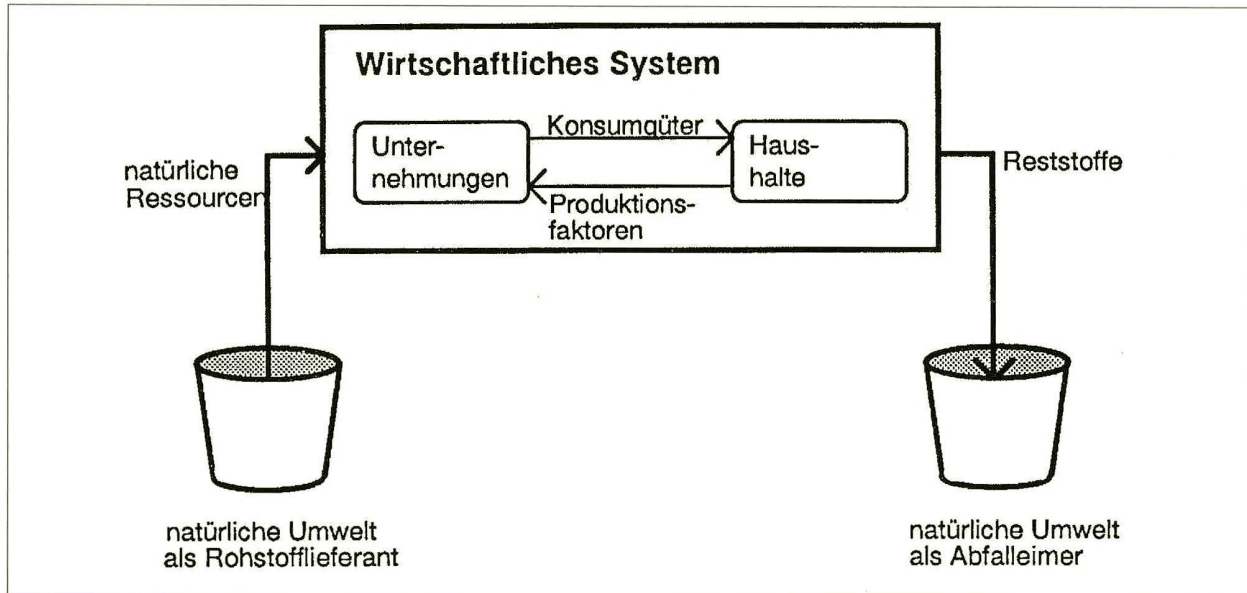 Wirtschaftliches System
Konsumgüter
Unter-
nehmungen
Haus-
halte
Produktions-
faktoren
natürliche
Ressourcen
Reststoffe
natürliche Umwelt
als Rohstofflieferant
natürliche Umwelt
als Abfalleimer